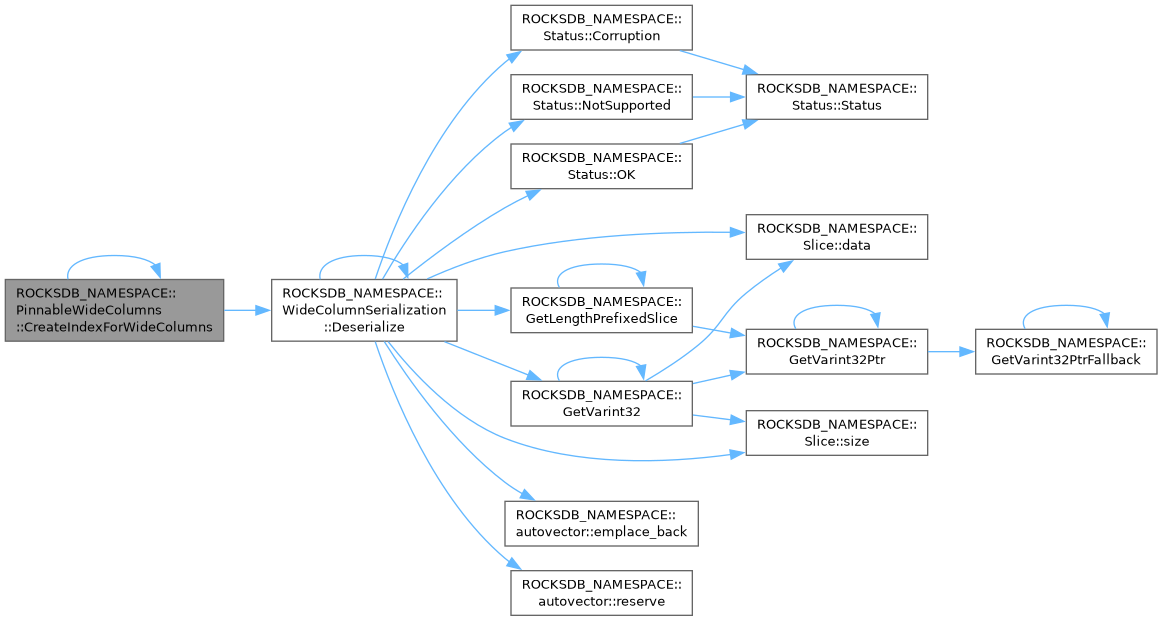 ROCKSDB_NAMESPACE::
PinnableWideColumns
::CreateIndexForWideColumns
ROCKSDB_NAMESPACE::
WideColumnSerialization
::Deserialize
ROCKSDB_NAMESPACE::
Status::Corruption
ROCKSDB_NAMESPACE::
Status::NotSupported
ROCKSDB_NAMESPACE::
Status::OK
ROCKSDB_NAMESPACE::
Status::Status
ROCKSDB_NAMESPACE::
Slice::data
ROCKSDB_NAMESPACE::
GetLengthPrefixedSlice
ROCKSDB_NAMESPACE::
GetVarint32Ptr
ROCKSDB_NAMESPACE::
GetVarint32PtrFallback
ROCKSDB_NAMESPACE::
GetVarint32
ROCKSDB_NAMESPACE::
Slice::size
ROCKSDB_NAMESPACE::
autovector::emplace_back
ROCKSDB_NAMESPACE::
autovector::reserve